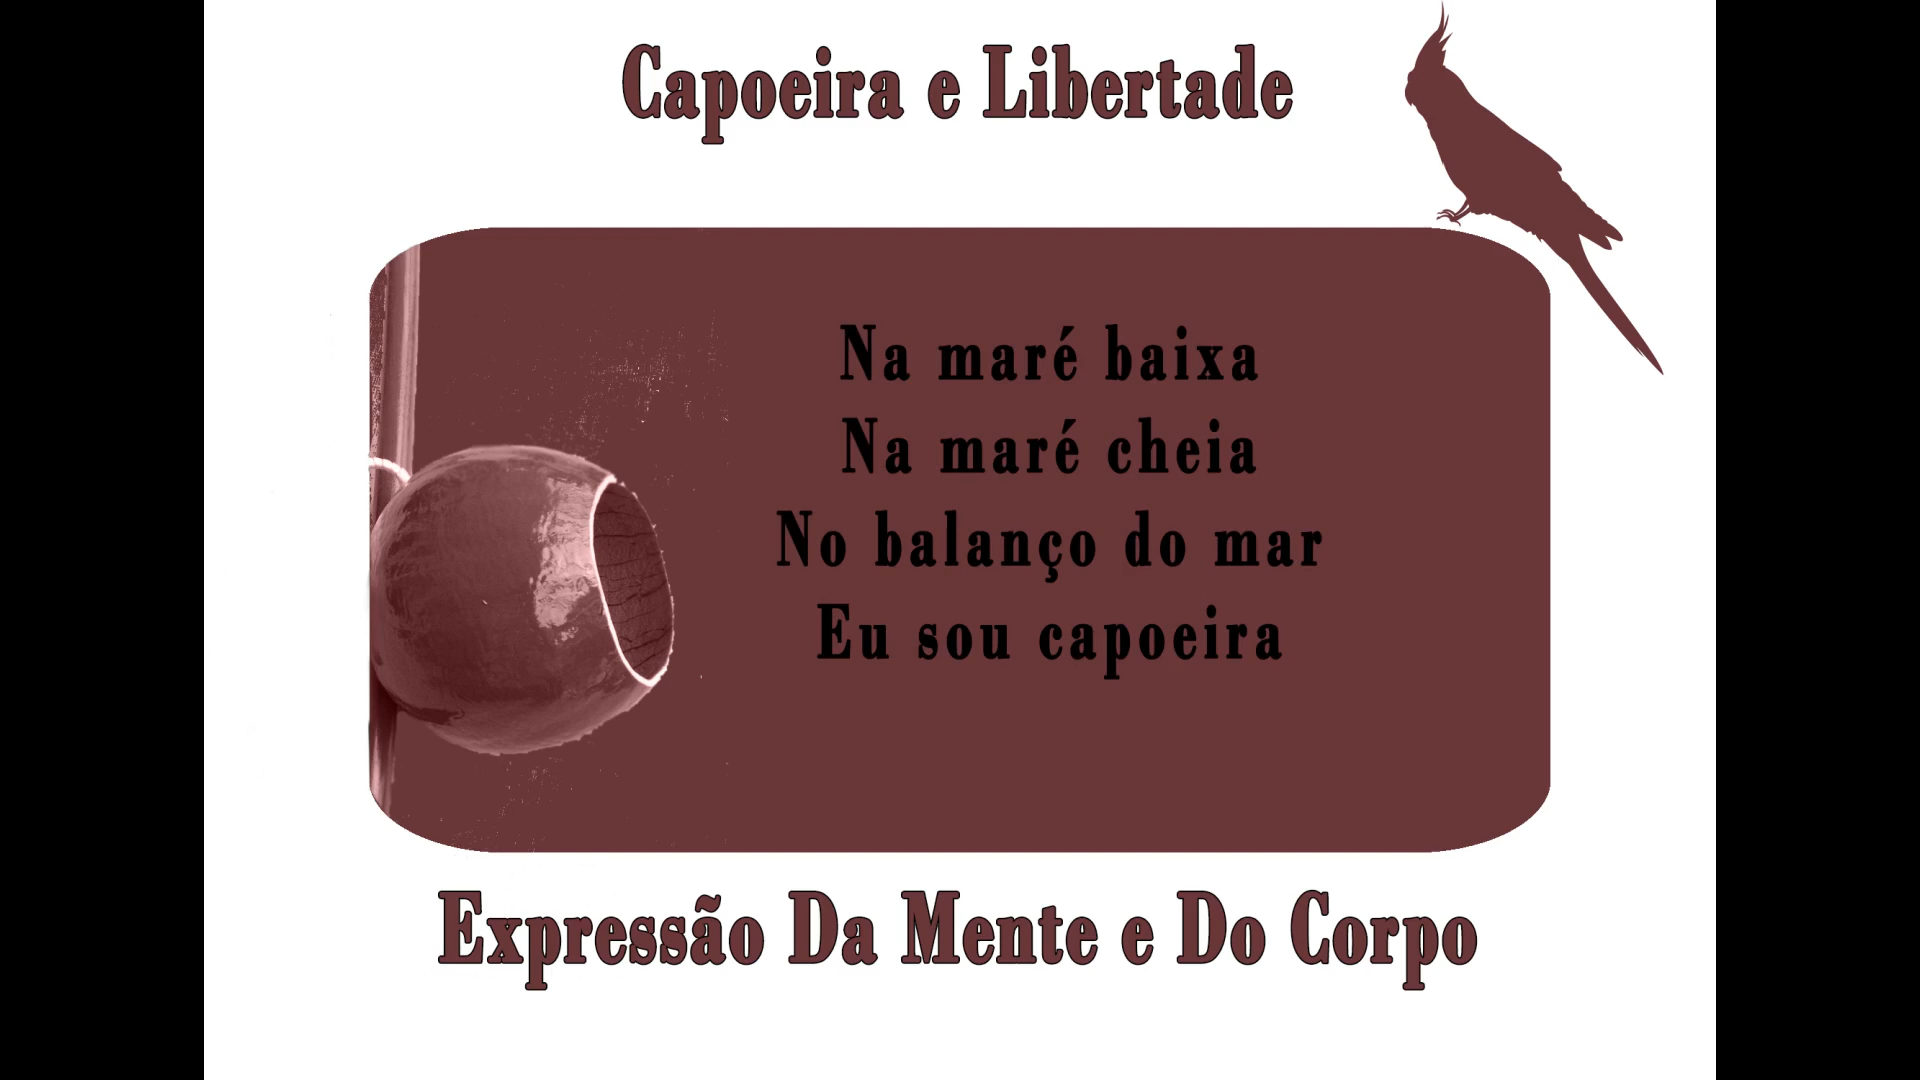 Capoeira e Libertade
Na maré baixa
Na maré cheia
No balanço do mar
Eu sou capoeira
Expressão Da Mente e Do Corpo